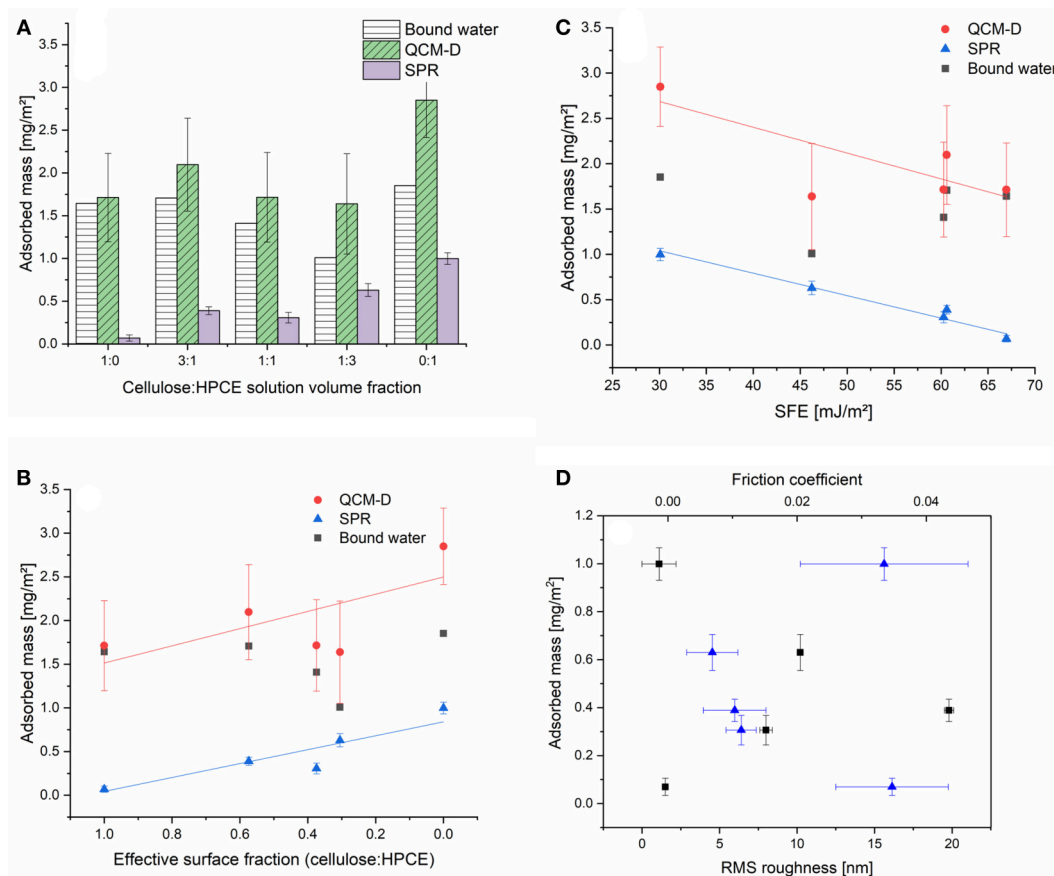 A
Bound water
QCM-D
SPR
Adsorbed mass [mg/m²]
3.5
3.0
2.5
2.0
1.5
1.0
0.5
0.0
1:0 3:1 1:1 1:3 0:1
Cellulose:HPCE solution volume fraction
C
QCM-D
SPR
Bound water
Adsorbed mass [mg/m²]
3.5
3.0
2.5
2.0
1.5
1.0
0.5
0.0
25 30 35 40 45 50 55 60 65 70
SFE [mJ/m²]
B
QCM-D
SPR
Bound water
Adsorbed mass [mg/m²]
3.5
3.0
2.5
2.0
1.5
1.0
0.5
0.0
1.0 0.8 0.6 0.4 0.2 0.0
Effective surface fraction (cellulose:HPCE)
D
Friction coefficient
0.00 0.02 0.04
Adsorbed mass [mg/m²]
1.2
1.0
0.8
0.6
0.4
0.2
0.0
0 5 10 15 20
RMS roughness [nm]